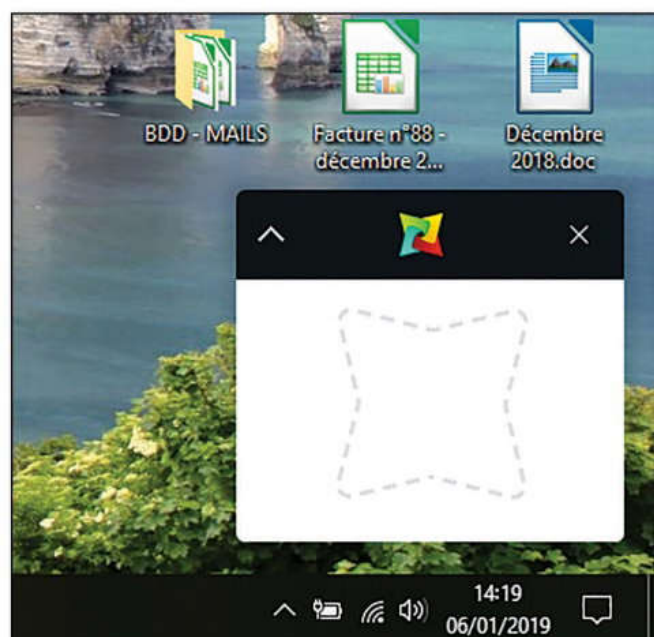 BDD - MAILS
Facture n°88 -
décembre 2...
Décembre
2018.doc
14:19
06/01/2019